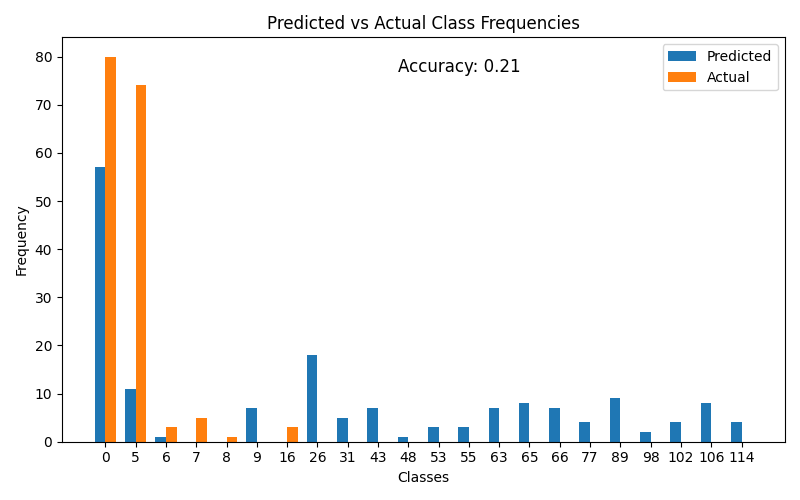 Predicted vs Actual Class Frequencies
Accuracy: 0.21
Predicted
Actual
80
70
60
50
40
30
20
10
0
Frequency
0 5 6 7 8 9 16 26 31 43 48 53 55 63 65 66 77 89 98 102 106 114
Classes